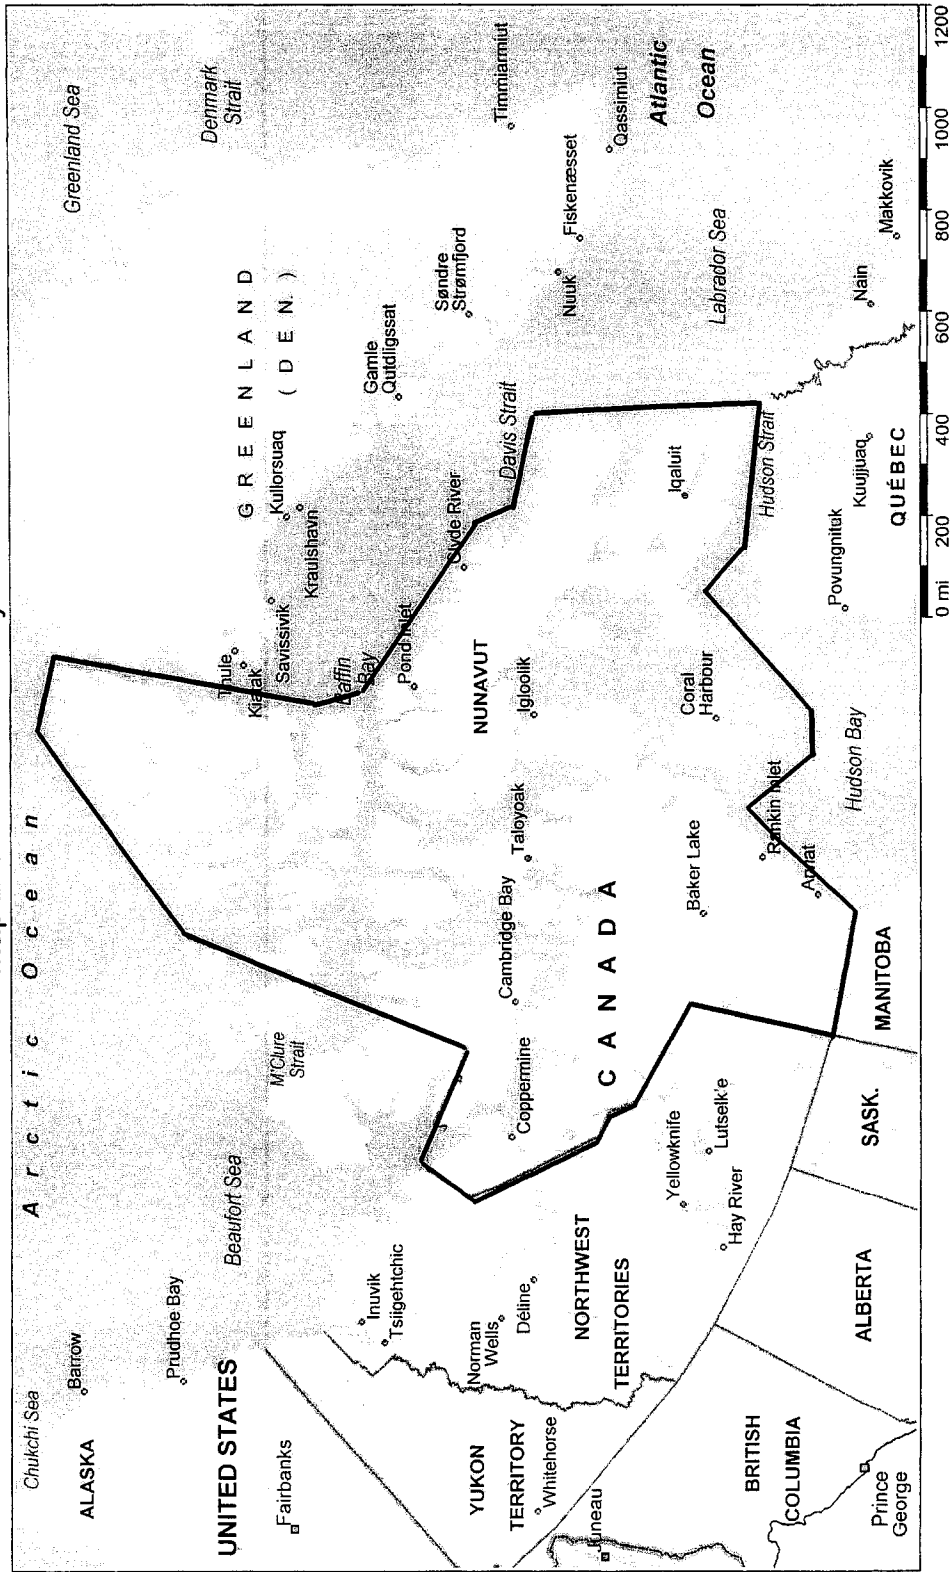 Chukchi Sea
Arctic Ocean
Greenland Sea
Barrow
ALASKA
Prudhoe Bay
Denmark
Strait
UNITED STATES
Beaufort Sea
Thule
GREENLAND
(DEN.)
Fairbanks
M'Clure
Strait
Savissivik
Kullorsuaq
Kraulshavn
Baffin
Bay
Inuvik
Tsiigehtchic
Gamle
Qutdligssat
Pond Inlet
Søndre
Strømfjord
Clyde River
YUKON
TERRITORY
Norman
Wells
NUNAVUT
Timmiarmiut
Davis Strait
Cambridge Bay
Taloyoak
Igloolik
Coppermine
Déline
Whitehorse
Nuuk
Fiskenæsset
NORTHWEST
TERRITORIES
CANADA
Juneau
Qassimiut
Atlantic
Ocean
Yellowknife
Iqaluit
Baker Lake
Coral
Harbour
Lutselk'e
Labrador Sea
Hay River
BRITISH
COLUMBIA
Hudson Strait
Rankin Inlet
Arviat
Povungnituk
Hudson Bay
Kuujjuaq
Nain
ALBERTA
SASK.
MANITOBA
QUÉBEC
Makkovik
Prince
George
0 mi 200 400 600 800 1000 1200